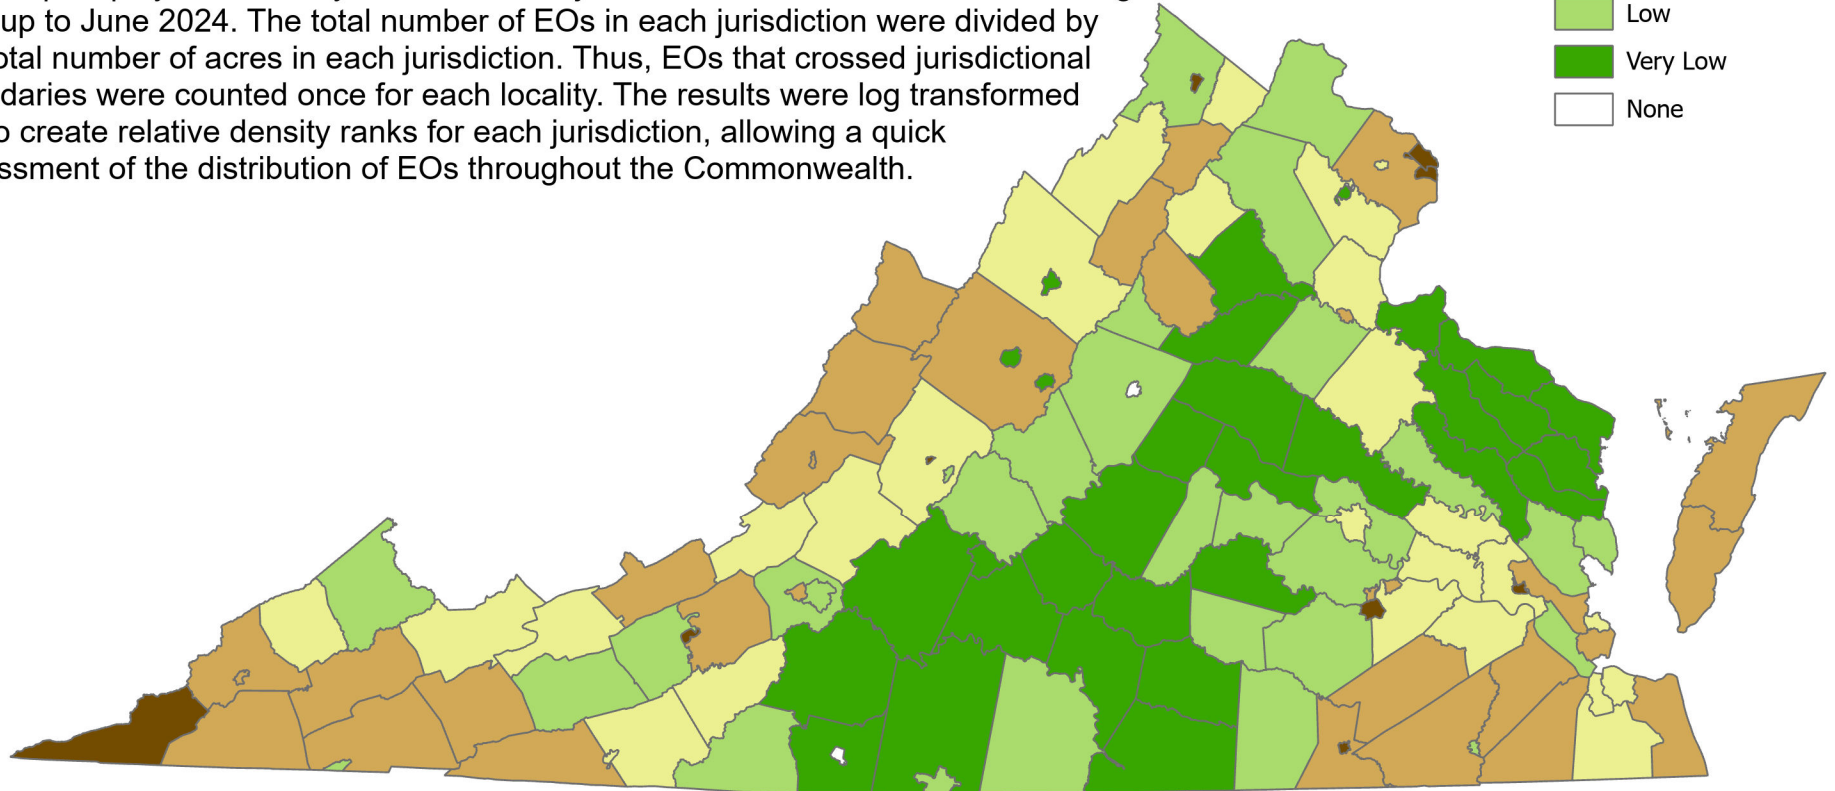 up to June 2024. The total number of EOs in each jurisdiction were divided by
otal number of acres in each jurisdiction. Thus, EOs that crossed jurisdictional
daries were counted once for each locality. The results were log transformed
o create relative density ranks for each jurisdiction, allowing a quick
ssment of the distribution of EOs throughout the Commonwealth.
Low
Very Low
None